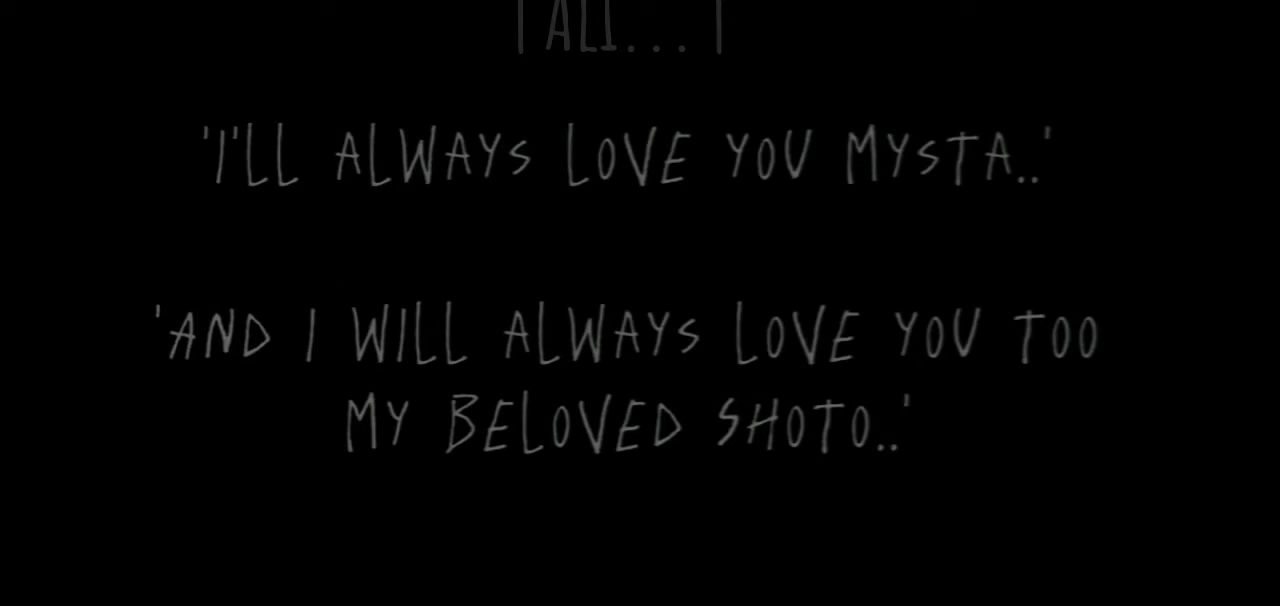 'I'LL ALWAYS LOVE YOU MYSTA..'
'AND I WILL ALWAYS LOVE YOU TOO
MY BELOVED SHOTO..'